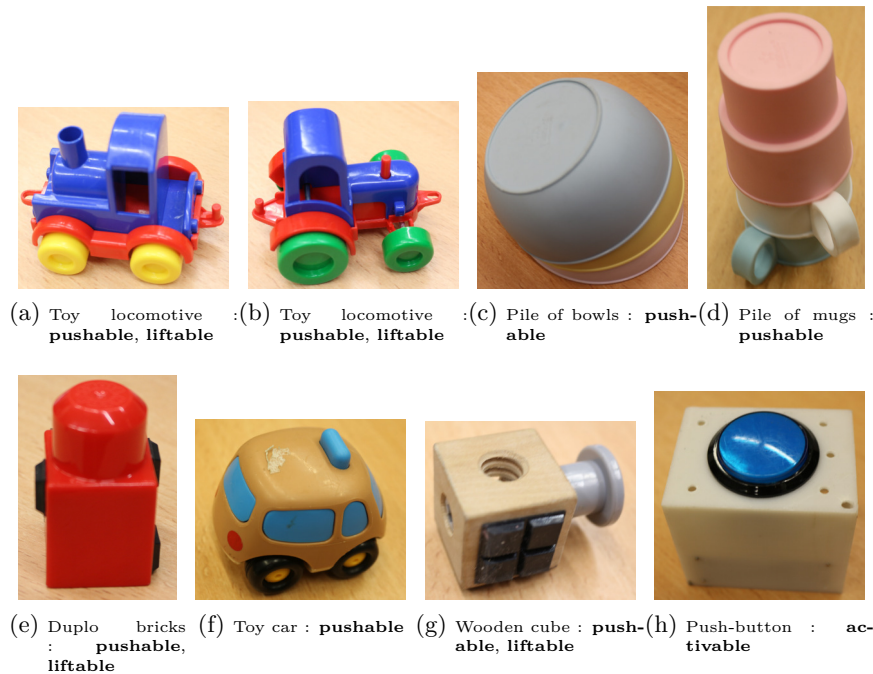 (a) Toy locomotive :
pushable, liftable
(b) Toy locomotive :
pushable, liftable
(c) Pile of bowls : push-
able
(d) Pile of mugs :
pushable
(e) Duplo bricks
: pushable,
liftable
(f) Toy car : pushable
(g) Wooden cube : push-
able, liftable
(h) Push-button : ac-
tivable